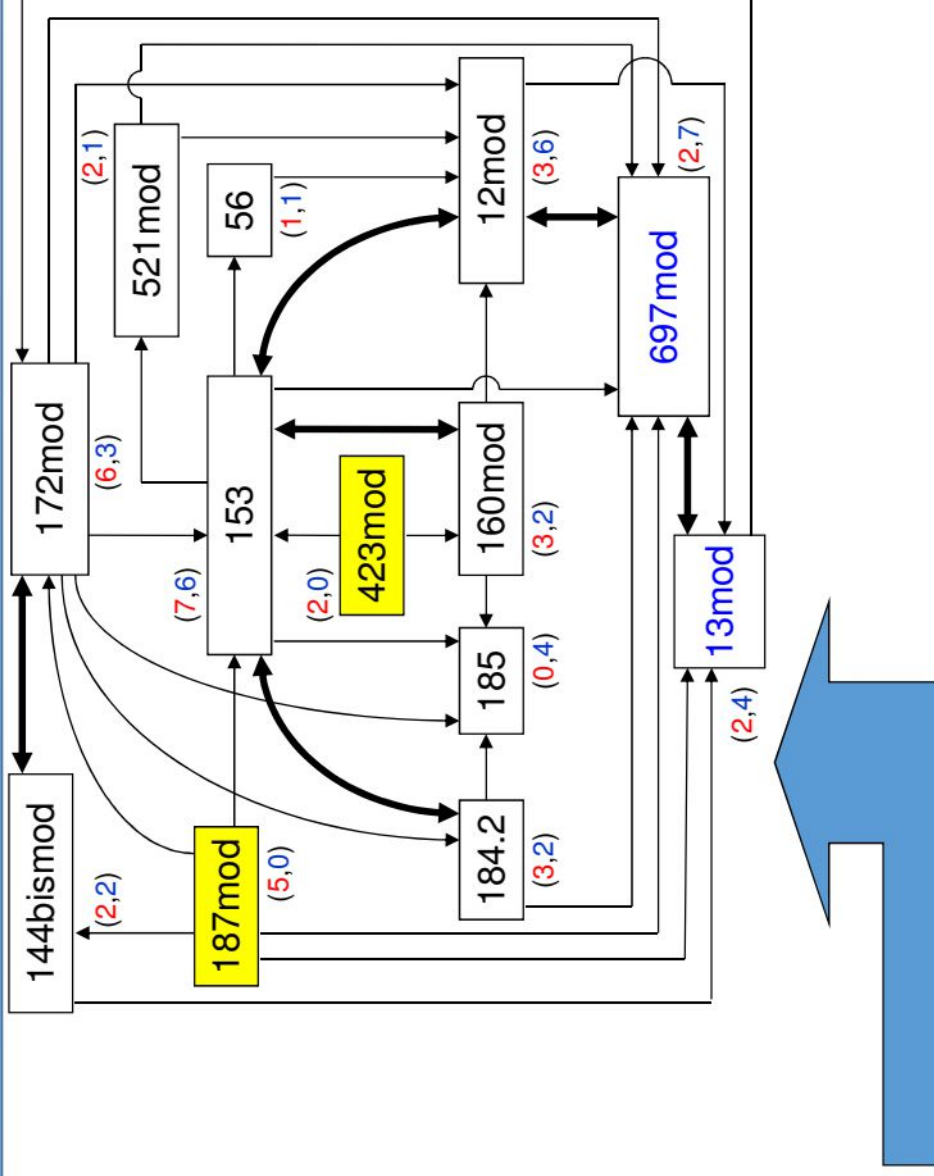 144bismod
(2,2)
172mod
(6,3)
521mod
(2,1)
187mod
(5,0)
153
(7,6)
56
(1,1)
423mod
(2,0)
184.2
(3,2)
185
(0,4)
160mod
(3,2)
12mod
(3,6)
697mod
(2,7)
13mod
(2,4)